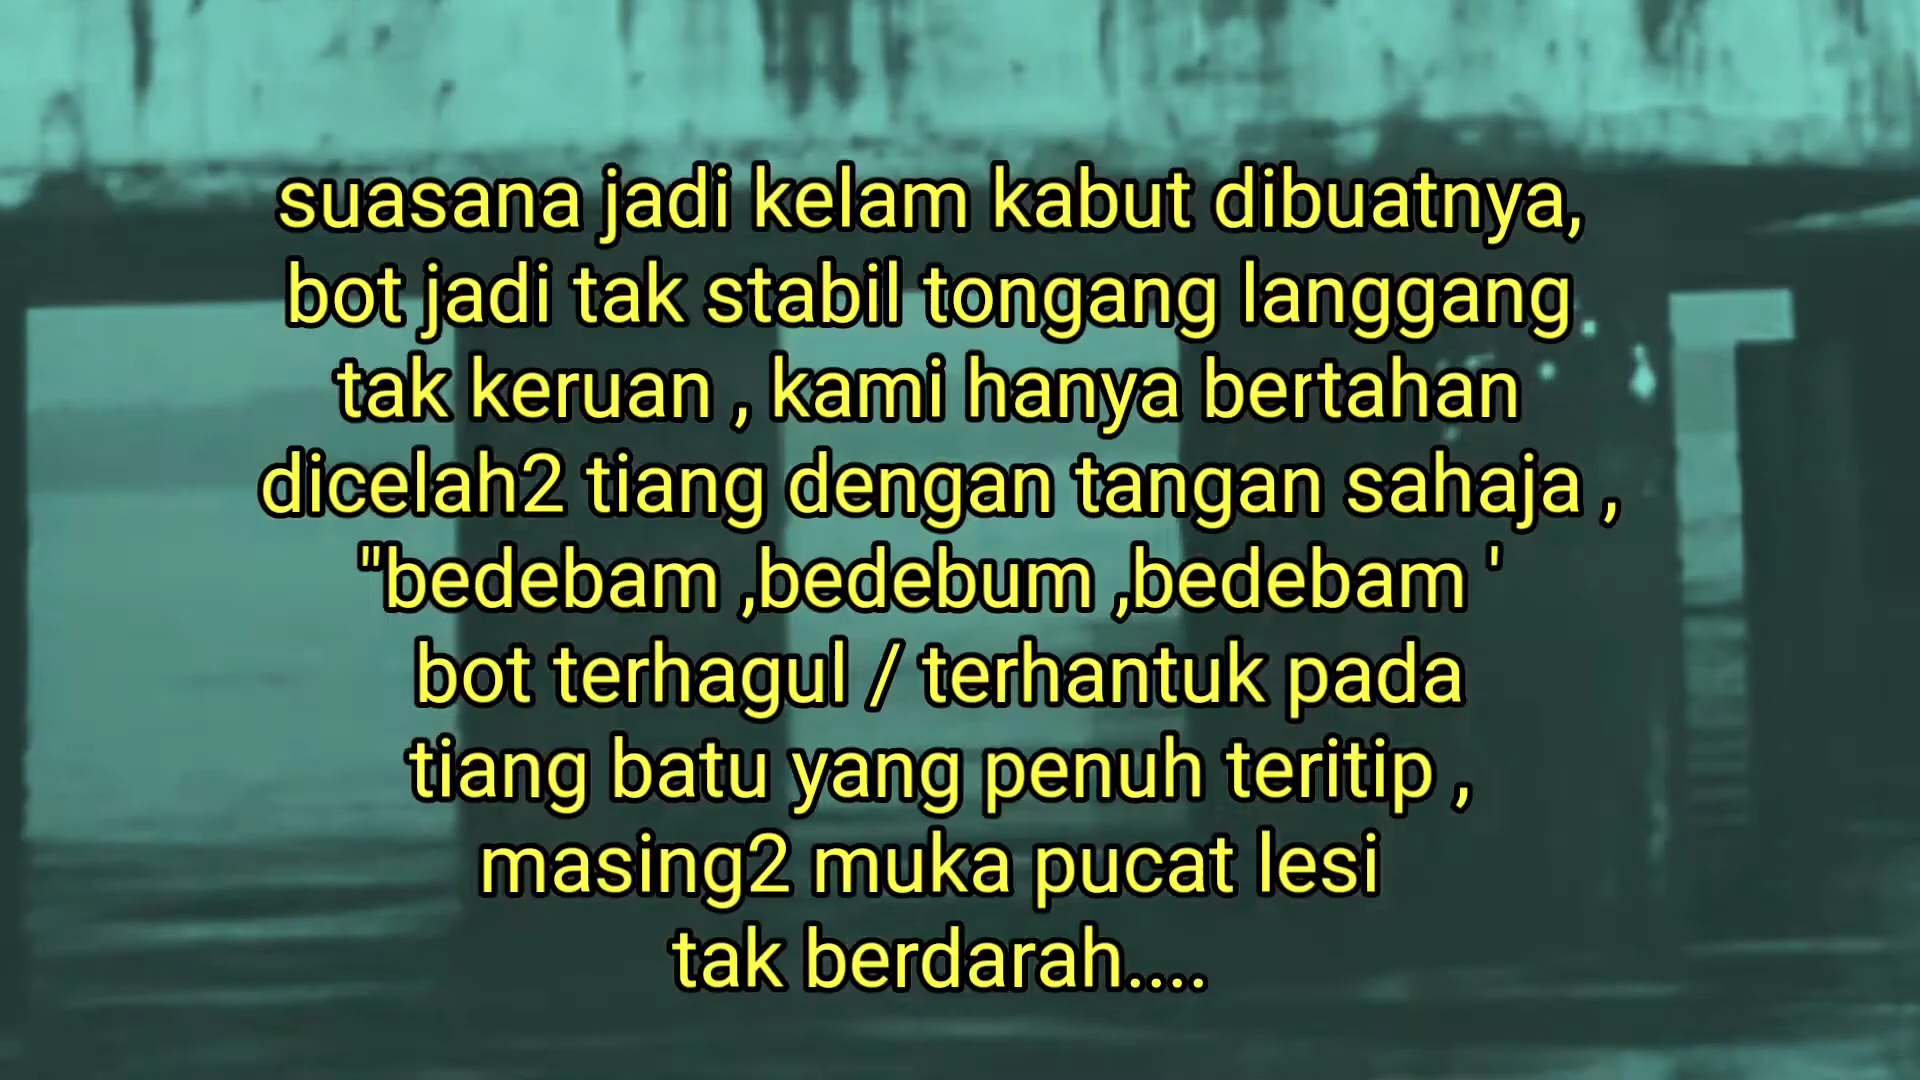 suasana jadi kelam kabut dibuatnya,
bot jadi tak stabil tongang langgang
tak keruan , kami hanya bertahan
dicelah2 tiang dengan tangan sahaja ,
"bedebam ,bedebum ,bedebam '
bot terhagul / terhantuk pada
tiang batu yang penuh teritip ,
masing2 muka pucat lesi
tak berdarah....